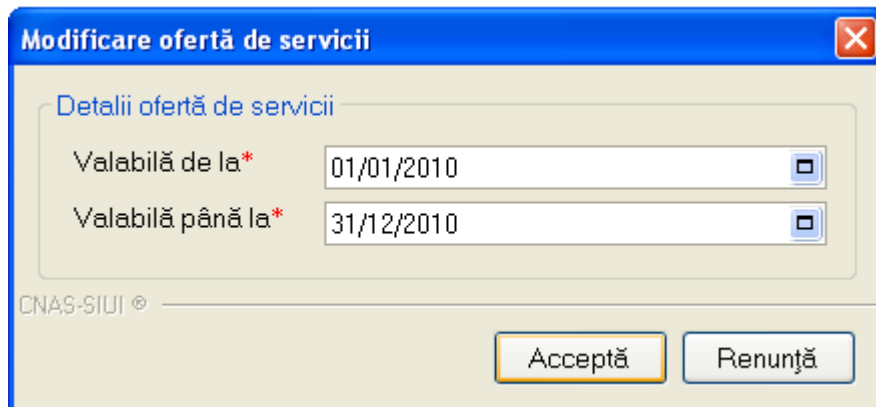 Modificare ofertă de servicii
Detalii ofertă de servicii
Valabilă de la*
01/01/2010
Valabilă până la*
31/12/2010
CNAS-SIUI ®
Acceptă
Renunţă